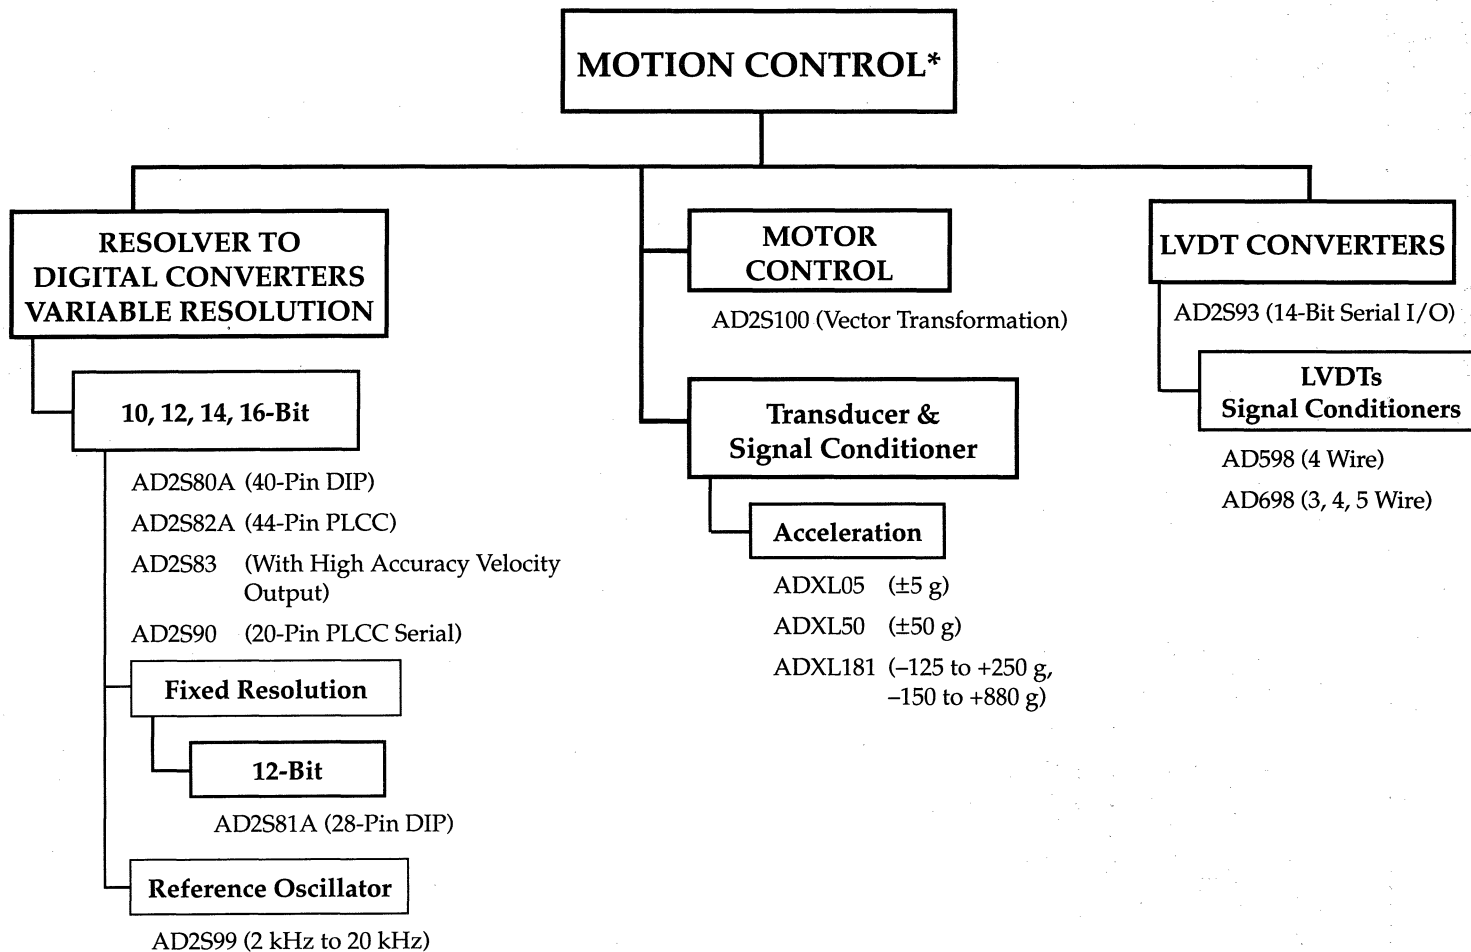 MOTION CONTROL*
RESOLVER TO
DIGITAL CONVERTERS
VARIABLE RESOLUTION
10, 12, 14, 16-Bit
AD2S80A (40-Pin DIP)
AD2S82A (44-Pin PLCC)
AD2S83 (With High Accuracy Velocity
Output)
AD2S90 (20-Pin PLCC Serial)
Fixed Resolution
12-Bit
AD2S81A (28-Pin DIP)
Reference Oscillator
AD2S99 (2 kHz to 20 kHz)
MOTOR
CONTROL
AD2S100 (Vector Transformation)
Transducer &
Signal Conditioner
Acceleration
ADXL05 (±5 g)
ADXL50 (±50 g)
ADXL181 (–125 to +250 g,
–150 to +880 g)
LVDT CONVERTERS
AD2S93 (14-Bit Serial I/O)
LVDTs
Signal Conditioners
AD598 (4 Wire)
AD698 (3, 4, 5 Wire)